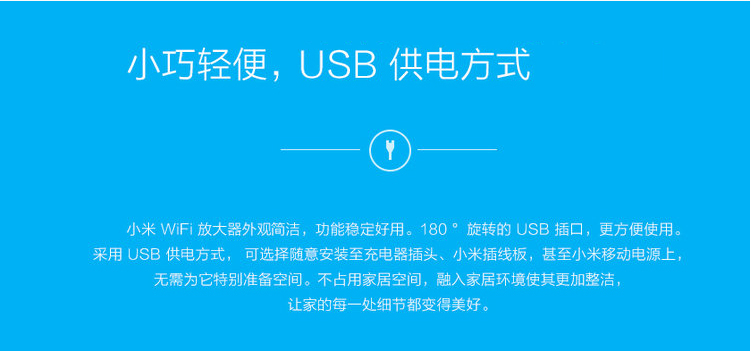 小巧轻便，USB 供电方式
小米 WiFi 放大器外观简洁，功能稳定好用。180 °旋转的 USB 插口，更方便使用。
采用 USB 供电方式， 可选择随意安装至充电器插头、小米插线板，甚至小米移动电源上，
无需为它特别准备空间。不占用家居空间，融入家居环境使其更加整洁，
让家的每一处细节都变得美好。